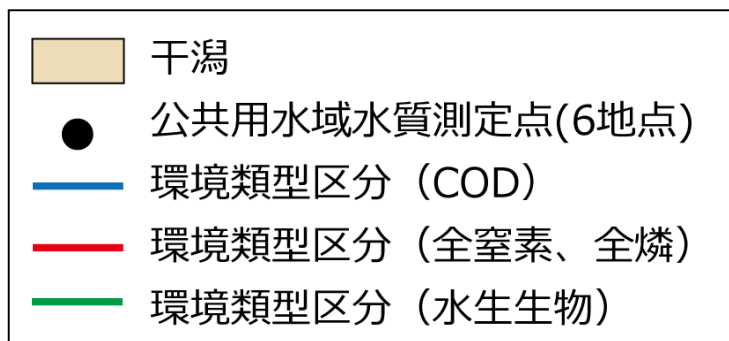 干潟
公共用水域水質測定点(6地点)
環境類型区分（COD）
環境類型区分（全窒素、全燐）
環境類型区分（水生生物）